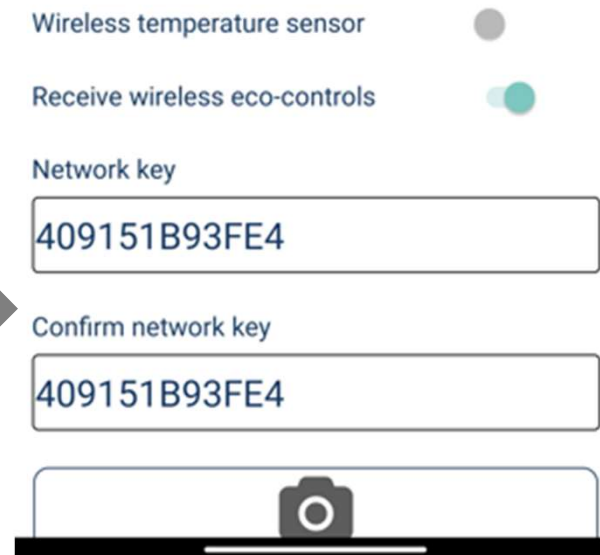 Wireless temperature sensor
Receive wireless eco-controls
Network key
409151B93FE4
Confirm network key
409151B93FE4